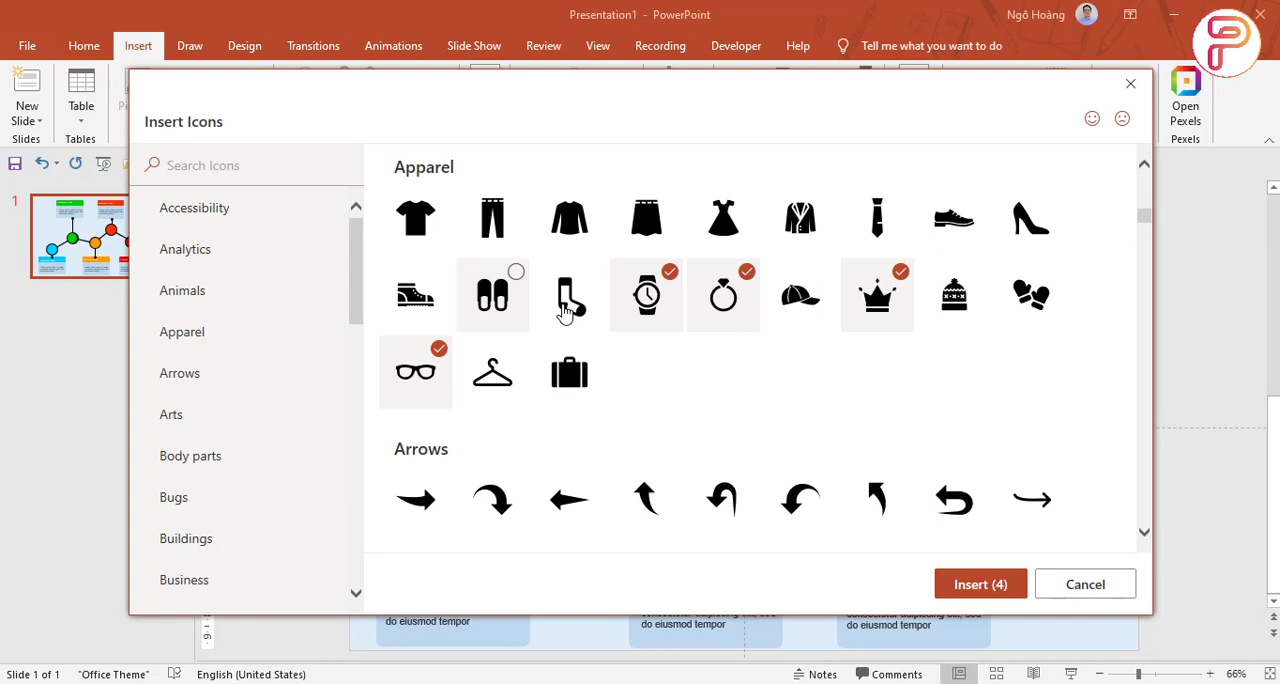 Presentation1 - PowerPoint
Ngô Hoàng
File Home Insert Draw Design Transitions Animations Slide Show Review View Recording Developer Help Tell me what you want to do
New
Slide
Slides
Table
Tables
Open
Pexels
Pexels
Insert Icons
Search Icons
Accessibility
Analytics
Animals
Apparel
Arrows
Arts
Body parts
Bugs
Buildings
Business
Apparel
Arrows
Insert (4)
Cancel
1
do eiusmod tempor
do eiusmod tempor
do eiusmod tempor
Slide 1 of 1 "Office Theme" English (United States) Notes Comments 66%